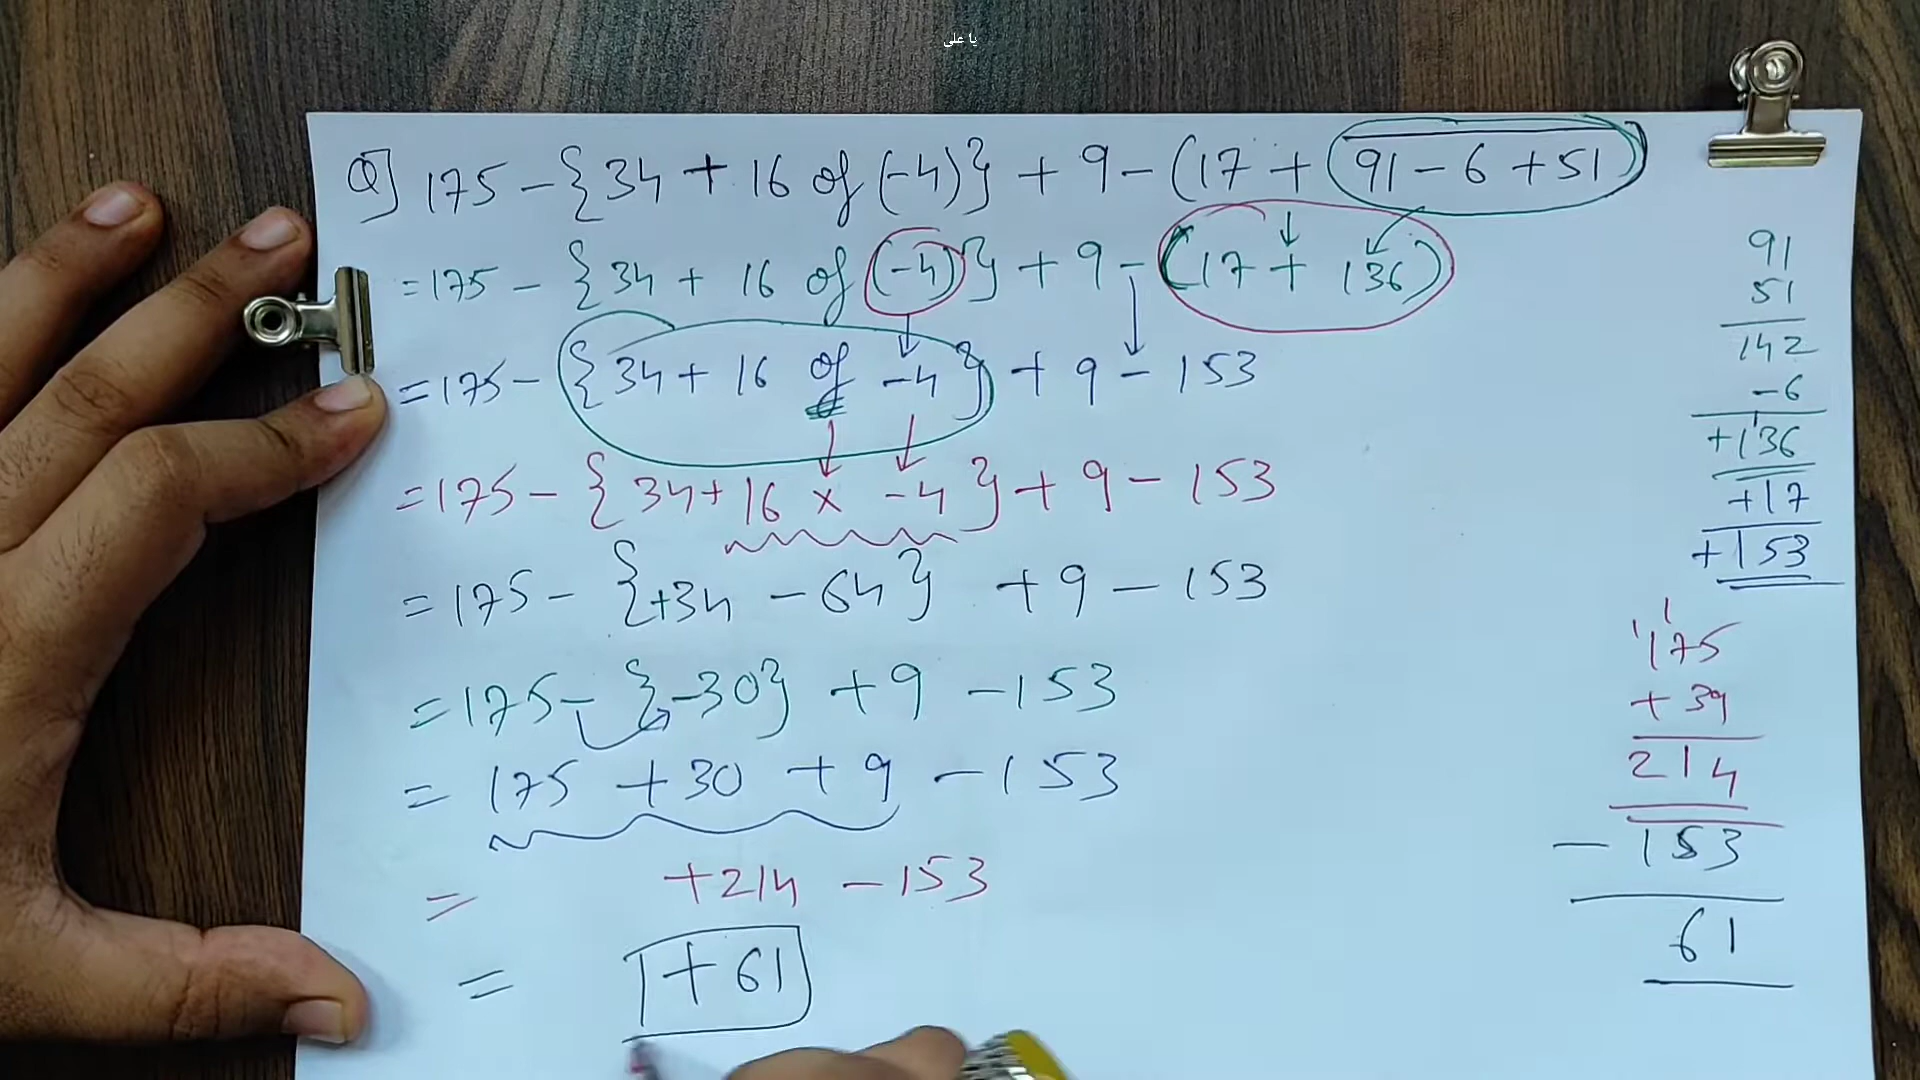 يا على
Q] 175 - {34 + 16 of (-4)} + 9 - (17 + 91 - 6 + 51)
= 175 - {34 + 16 of (-4)} + 9 - (17 + 136)
= 175 - {34 + 16 of -4} + 9 - 153
= 175 - {34 + 16 x -4} + 9 - 153
= 175 - {+34 - 64} + 9 - 153
= 175 - {-30} + 9 - 153
= 175 + 30 + 9 - 153
= +214 - 153
= +61
91
51
142
-6
+136
+17
+153
175
+39
214
- 153
61